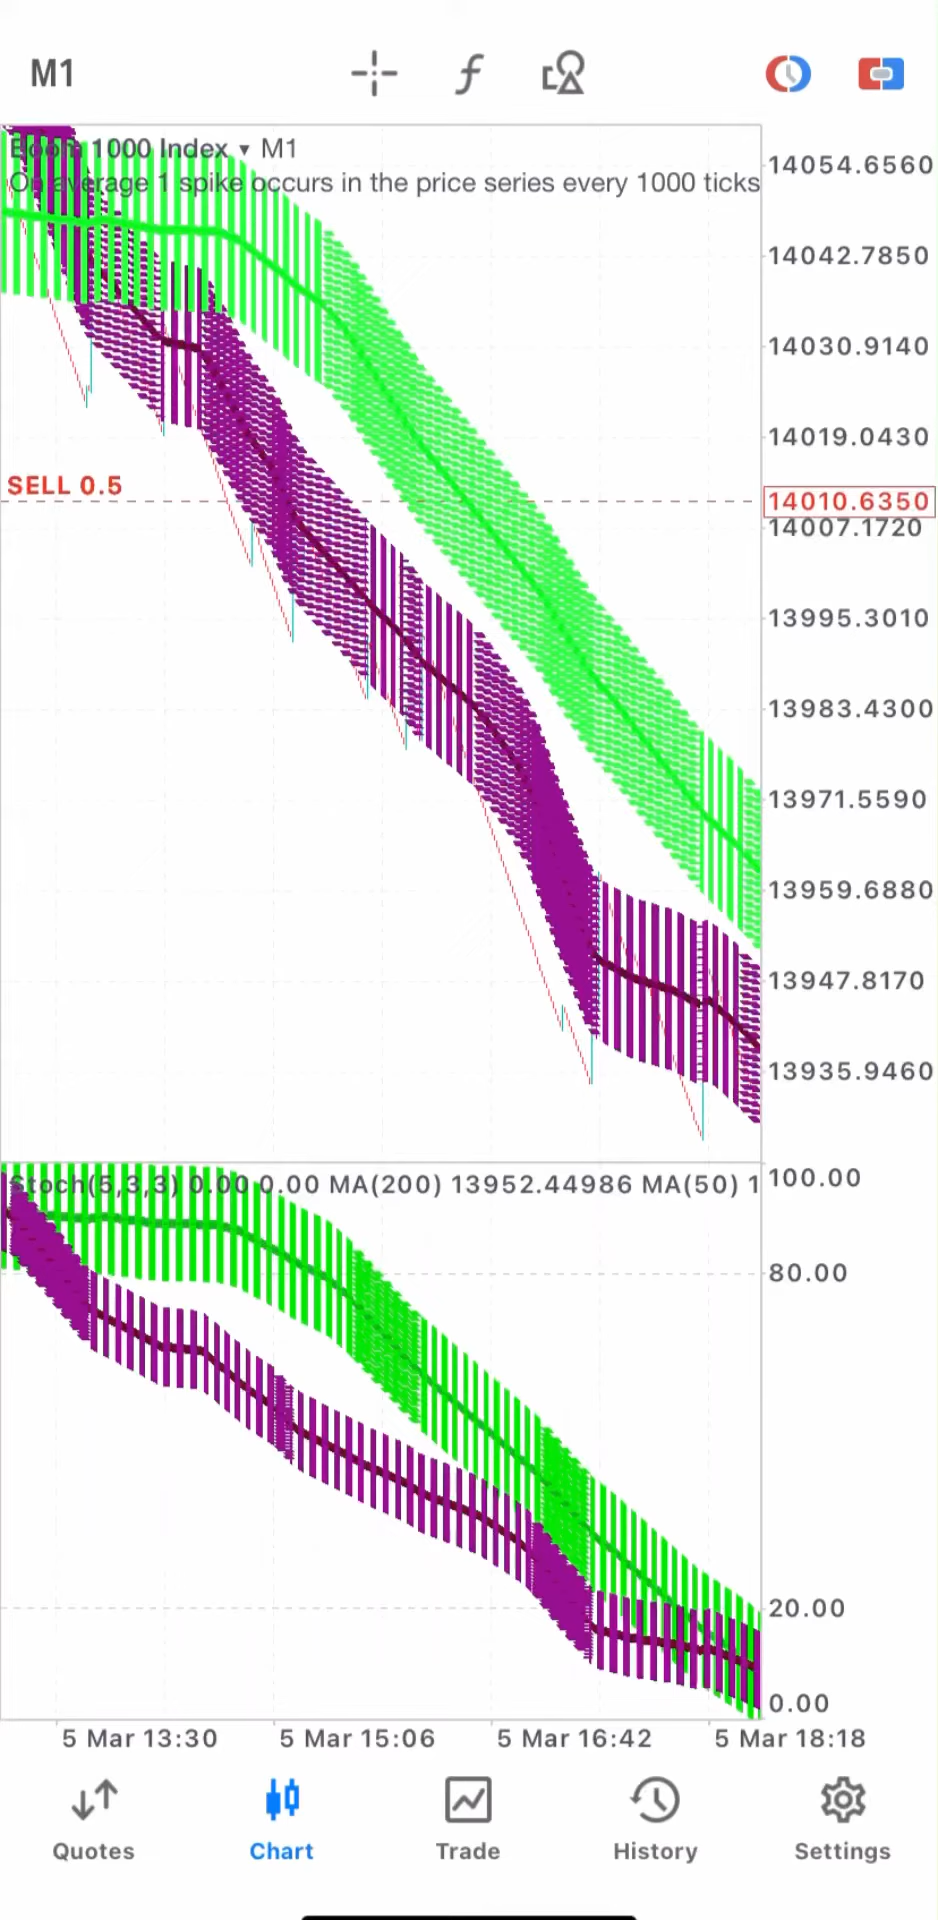 M1
Boom 1000 Index ▾ M1
On average 1 spike occurs in the price series every 1000 ticks
14054.6560
14042.7850
14030.9140
14019.0430
SELL 0.5
14010.6350
14007.1720
13995.3010
13983.4300
13971.5590
13959.6880
13947.8170
13935.9460
Stoch(5,3,3) 0.00 0.00 MA(200) 13952.44986 MA(50) 1
100.00
80.00
20.00
0.00
5 Mar 13:30 5 Mar 15:06 5 Mar 16:42 5 Mar 18:18
Quotes Chart Trade History Settings